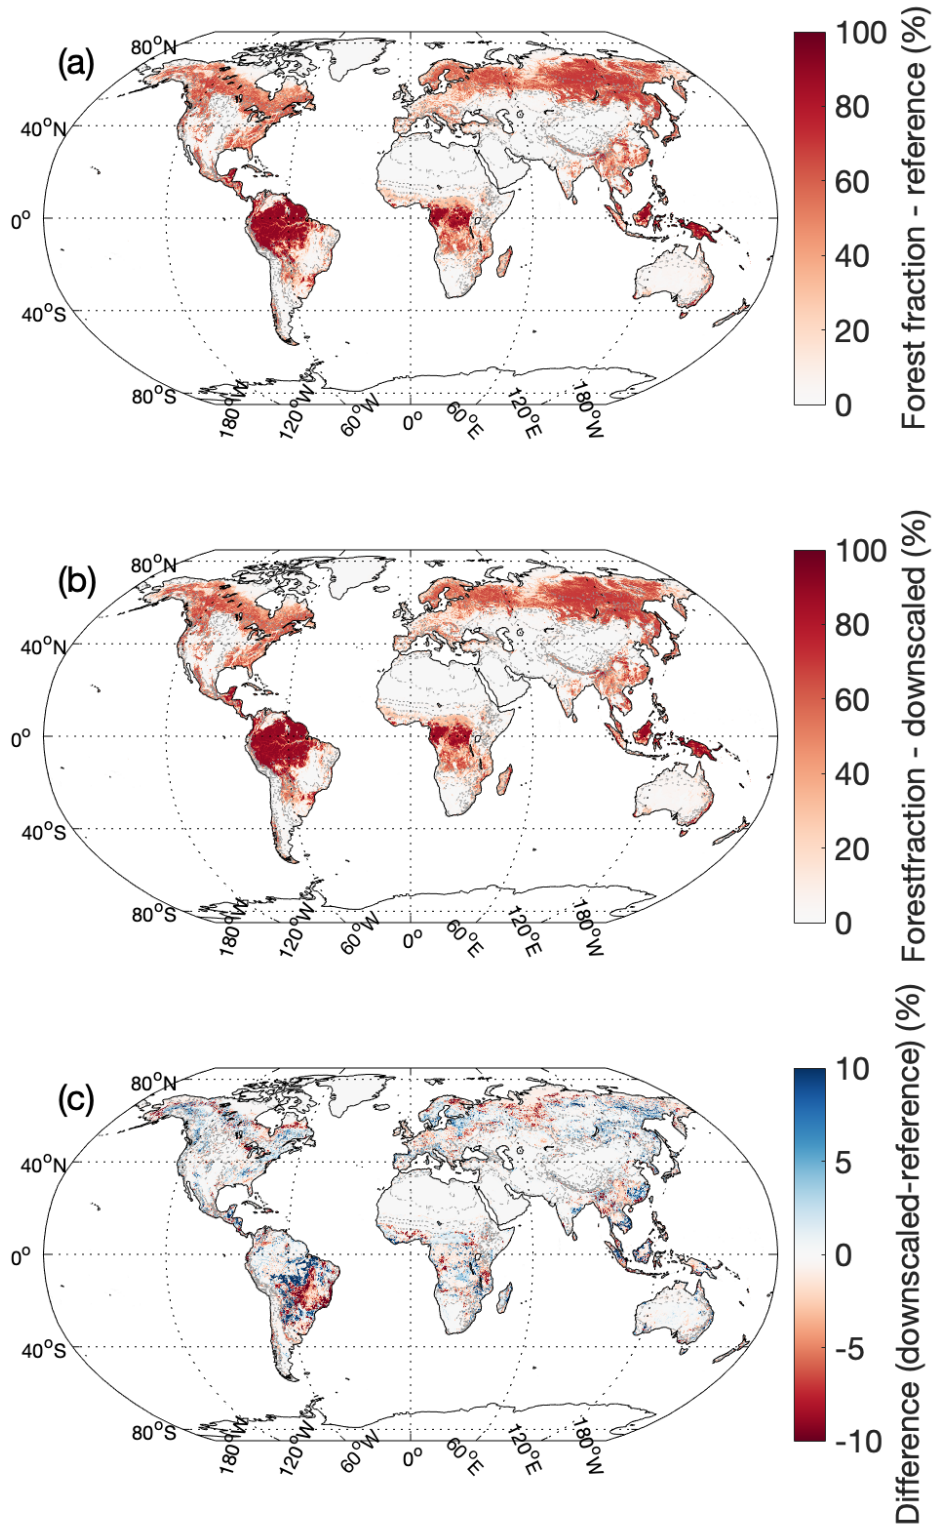 (a)
80°N
40°N
0°
40°S
80°S
180°W
120°W
60°W
0°
60°E
120°E
180°W
100
80
60
40
20
0
Forest fraction - reference (%)
(b)
80°N
40°N
0°
40°S
80°S
180°W
120°W
60°W
0°
60°E
120°E
180°W
100
80
60
40
20
0
Forestfraction - downscaled (%)
(c)
80°N
40°N
0°
40°S
80°S
180°W
120°W
60°W
0°
60°E
120°E
180°W
10
5
0
-5
-10
Difference (downscaled-reference) (%)